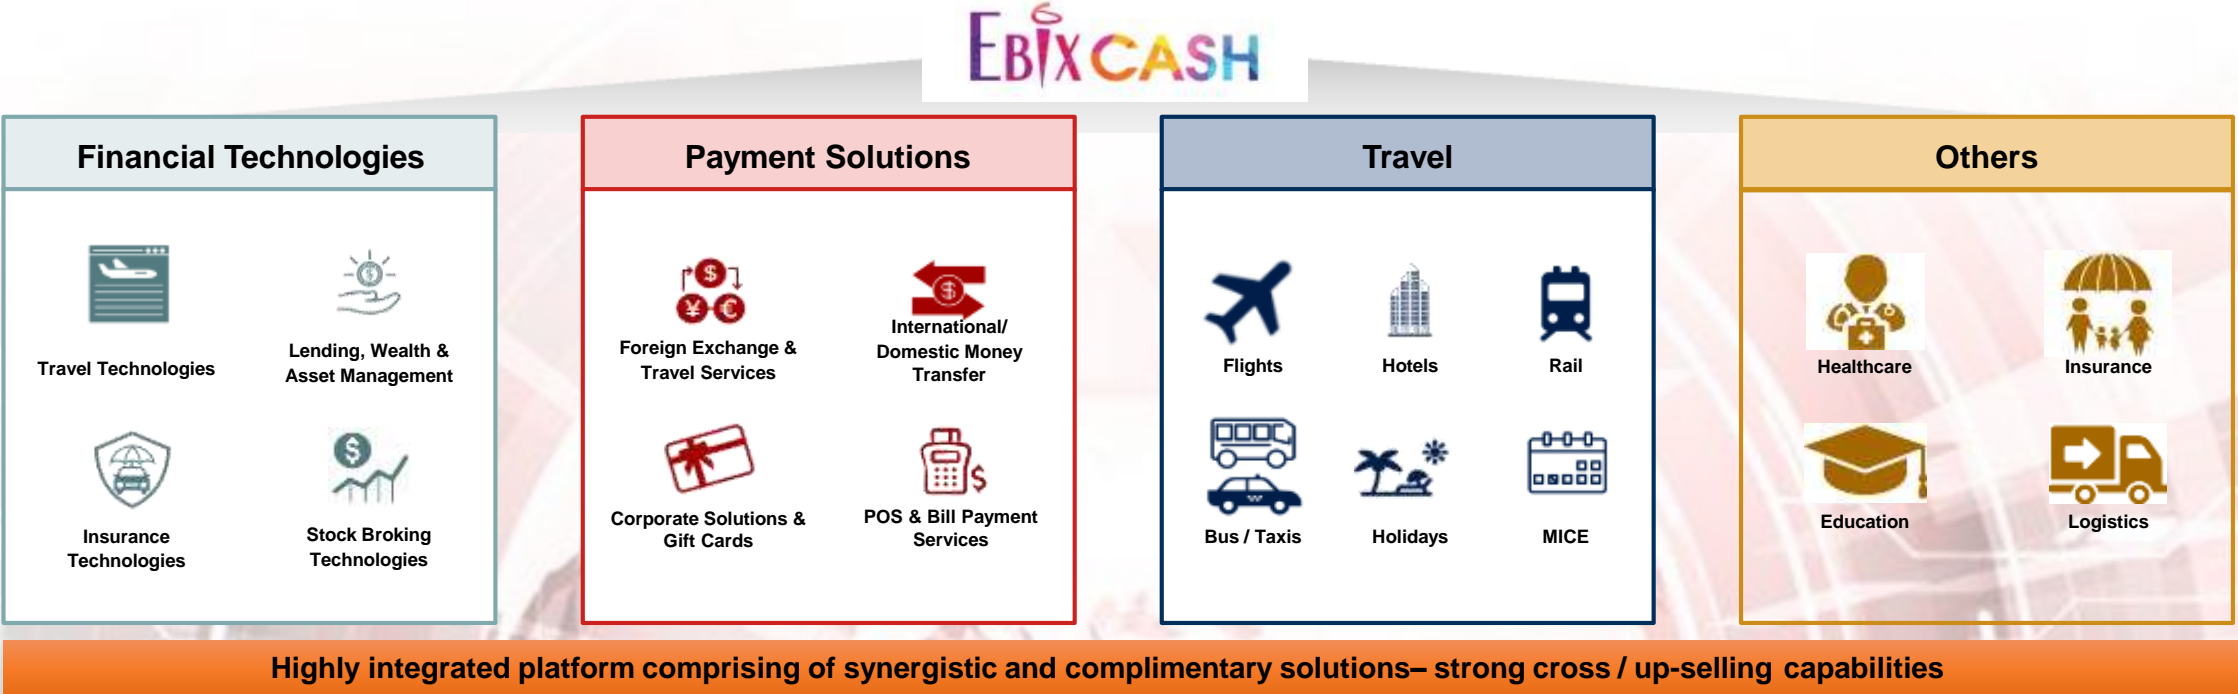 EBIXCASH
Financial Technologies
Travel Technologies
Lending, Wealth &
Asset Management
Insurance
Technologies
Stock Broking
Technologies
Payment Solutions
Foreign Exchange &
Travel Services
International/
Domestic Money
Transfer
Corporate Solutions &
Gift Cards
POS & Bill Payment
Services
Travel
Flights
Hotels
Rail
Bus / Taxis
Holidays
MICE
Others
Healthcare
Insurance
Education
Logistics
Highly integrated platform comprising of synergistic and complimentary solutions– strong cross / up-selling capabilities